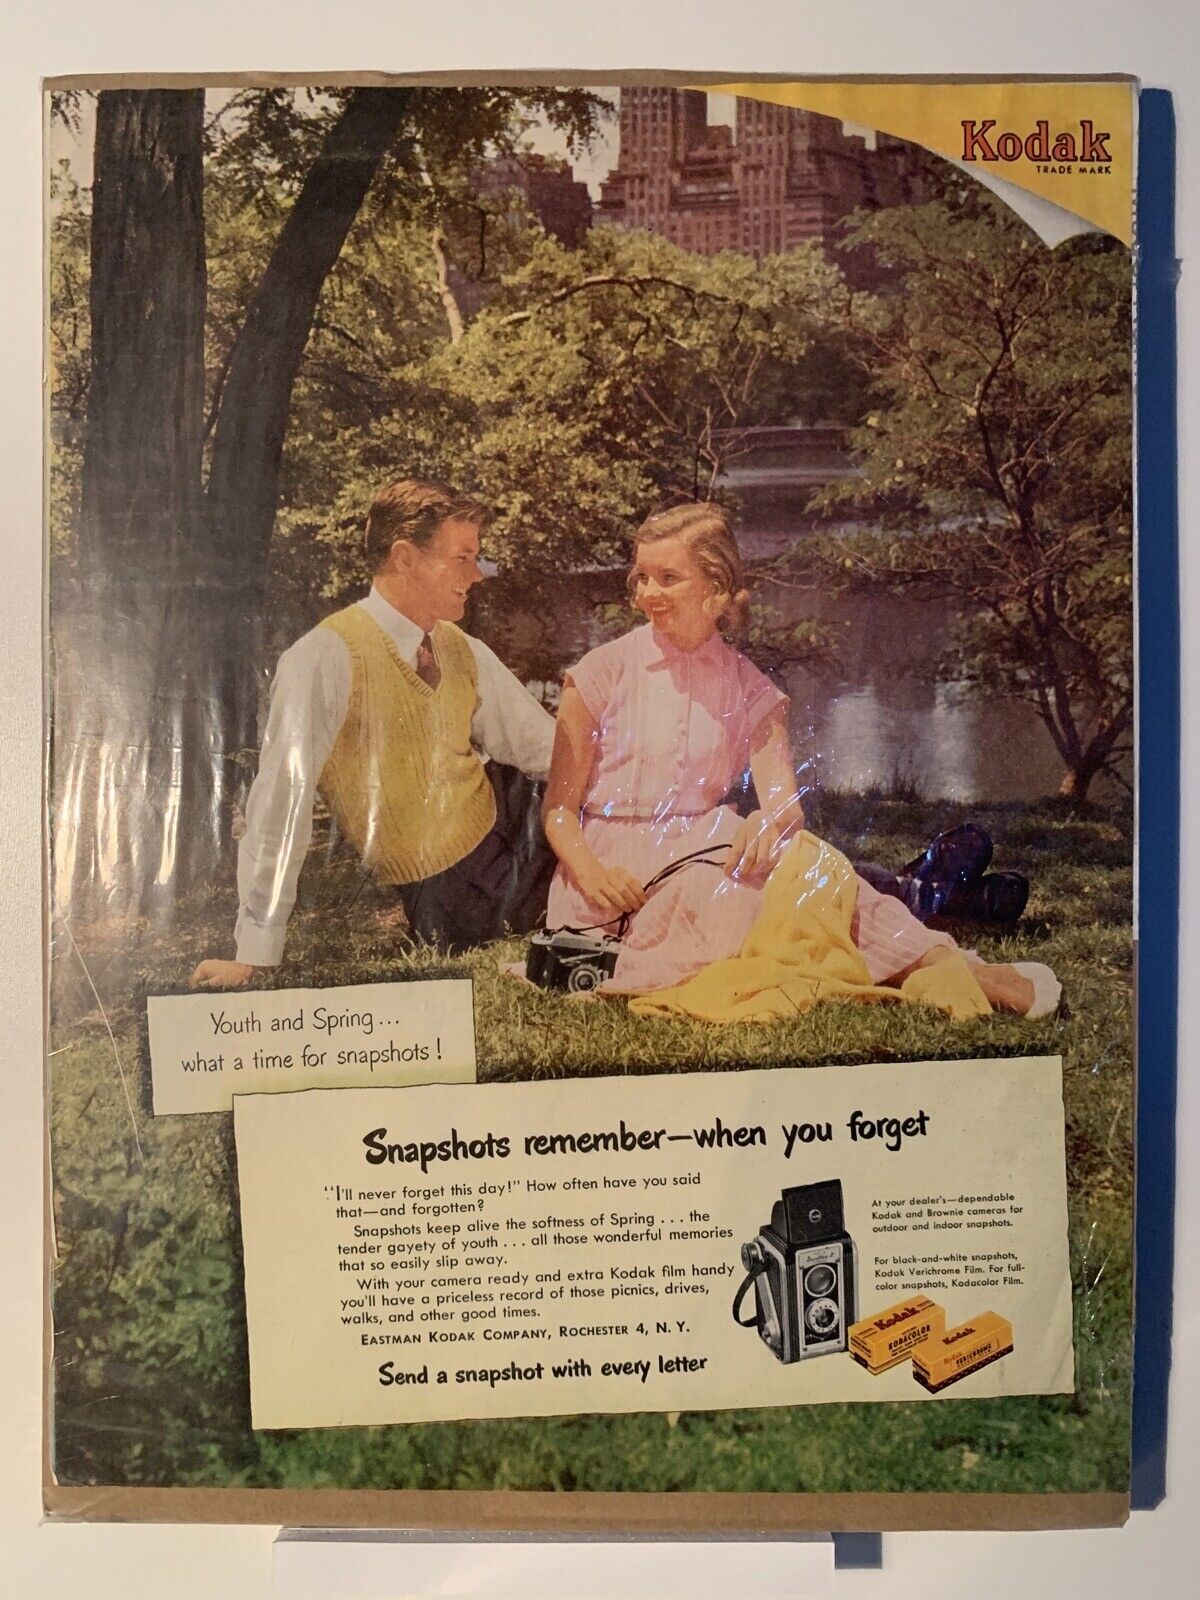 Kodak
TRADE MARK
Youth and Spring...
what a time for snapshots!
Snapshots remember—when you forget
"I'll never forget this day!" How often have you said
that—and forgotten?
Snapshots keep alive the softness of Spring . . . the
tender gayety of youth . . . all those wonderful memories
that so easily slip away.
With your camera ready and extra Kodak film handy
you'll have a priceless record of those picnics, drives,
walks, and other good times.
EASTMAN KODAK COMPANY, ROCHESTER 4, N. Y.
Send a snapshot with every letter
At your dealer's—dependable
Kodak and Brownie cameras for
outdoor and indoor snapshots.
For black-and-white snapshots,
Kodak Verichrome Film. For full-
color snapshots, Kodacolor Film.
Kodak
KODACOLOR
Kodak
Kodak
VERICHROME